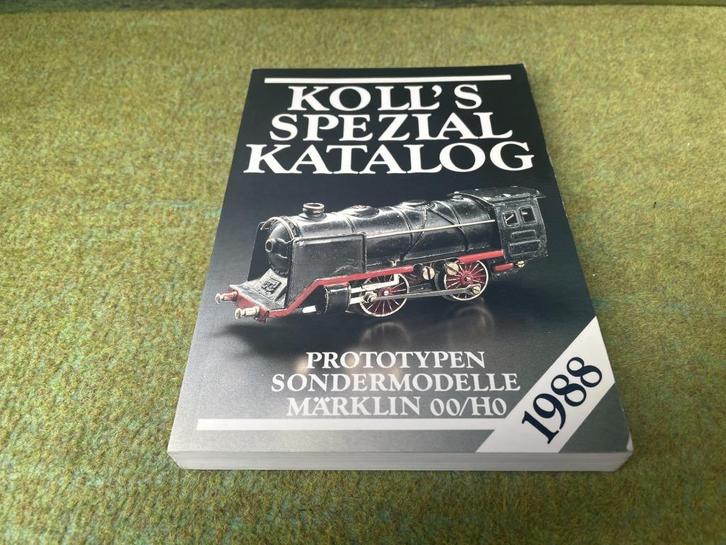 KOLL'S
SPEZIAL
KATALOG
PROTOTYPEN
SONDERMODELLE
MÄRKLIN 00/H0
1988